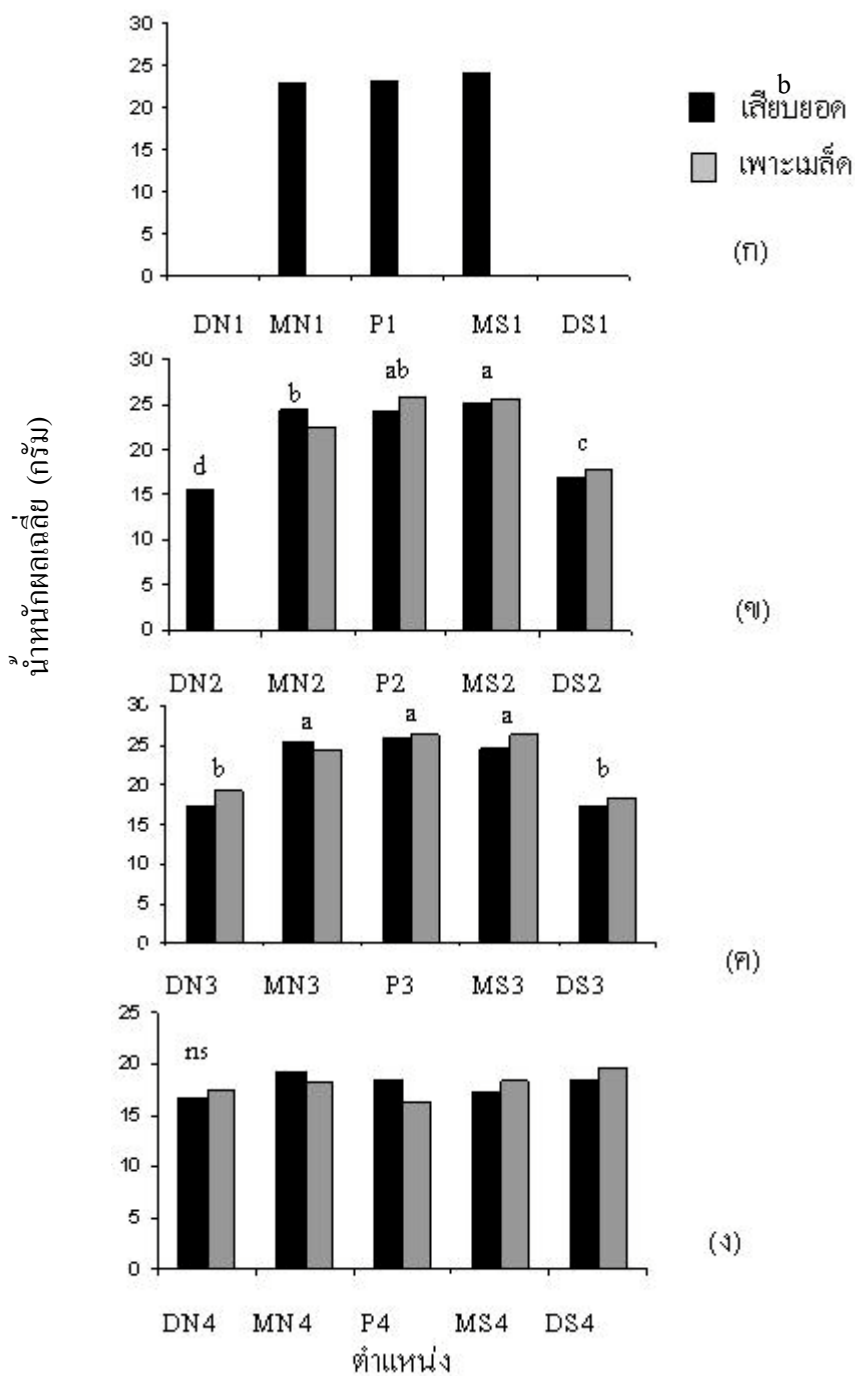 30
25
20
15
10
5
0
b
เสียบยอด
เพาะเมล็ด
(ก)
DN1 MN1 P1 MS1 DS1
30
25
20
15
10
5
0
d
b
ab
a
c
(ข)
DN2 MN2 P2 MS2 DS2
น้ำหนักผลเฉลี่ย (กรัม)
30
25
20
15
10
5
0
b
a
a
a
b
(ค)
DN3 MN3 P3 MS3 DS3
25
20
15
10
5
0
ns
(ง)
DN4 MN4 P4 MS4 DS4
ตำแหน่ง